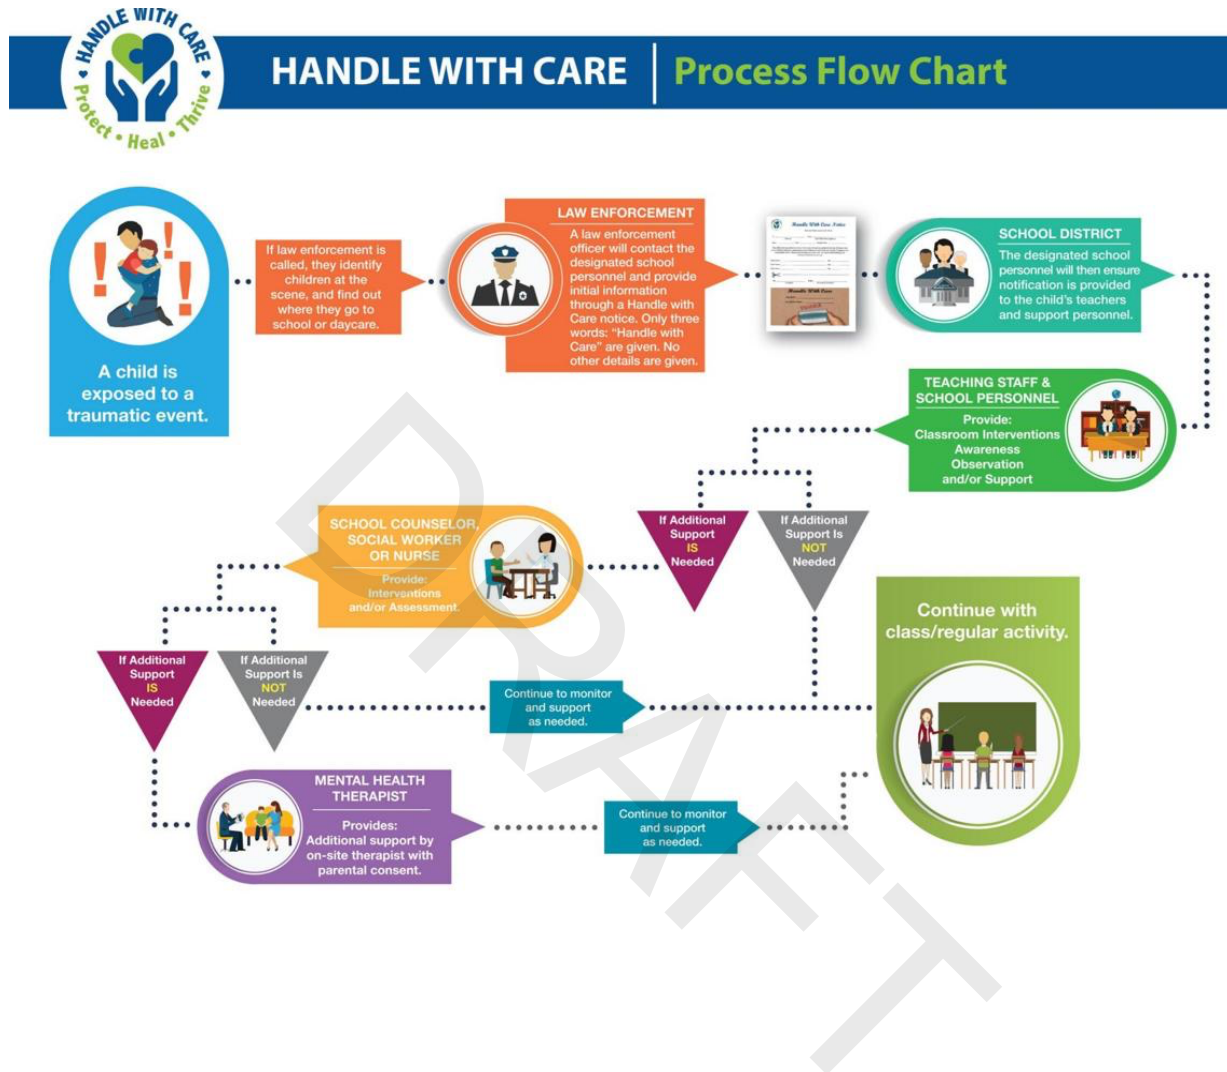 HANDLE WITH CARE
Protect • Heal • Thrive
HANDLE WITH CARE | Process Flow Chart
A child is
exposed to a
traumatic event.
If law enforcement is
called, they identify
children at the
scene, and find out
where they go to
school or daycare.
LAW ENFORCEMENT
A law enforcement
officer will contact the
designated school
personnel and provide
initial information
through a Handle with
Care notice. Only three
words: “Handle with
Care” are given. No
other details are given.
Handle With Care Notice
Handle With Care
SCHOOL DISTRICT
The designated school
personnel will then ensure
notification is provided
to the child’s teachers
and support personnel.
TEACHING STAFF &
SCHOOL PERSONNEL
Provide:
Classroom Interventions
Awareness
Observation
and/or Support
If Additional
Support
IS
Needed
If Additional
Support Is
NOT
Needed
SCHOOL COUNSELOR,
SOCIAL WORKER
OR NURSE
Provide:
Interventions
and/or Assessment.
If Additional
Support
IS
Needed
If Additional
Support Is
NOT
Needed
Continue to monitor
and support
as needed.
Continue with
class/regular activity.
MENTAL HEALTH
THERAPIST
Provides:
Additional support by
on-site therapist with
parental consent.
Continue to monitor
and support
as needed.
DRAFT